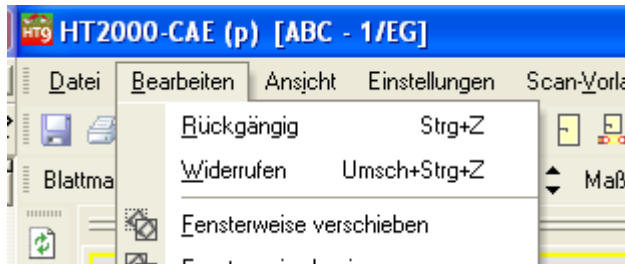 HT9 HT2000-CAE (p) [ABC - 1/EG]
Datei Bearbeiten Ansicht Einstellungen Scan-Vorla
Rückgängig Strg+Z
Widerrufen Umsch+Strg+Z
Blattma Maß
Fensterweise verschieben